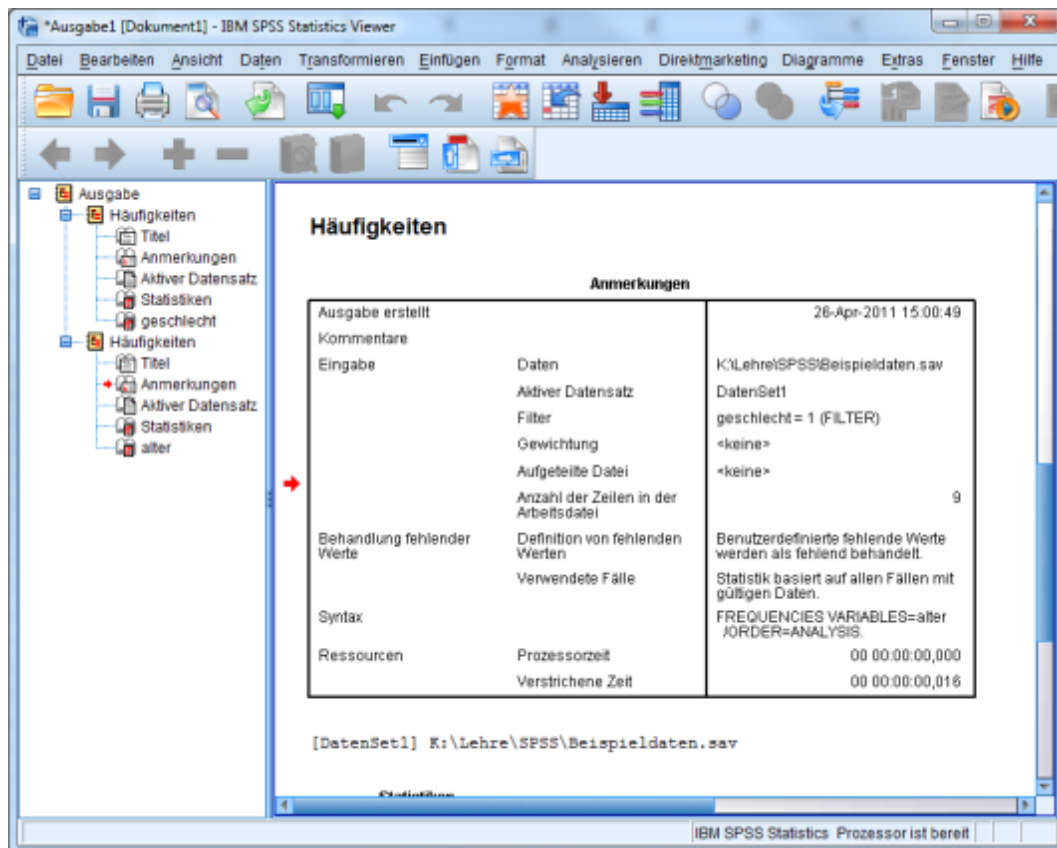 *Ausgabe1 [Dokument1] - IBM SPSS Statistics Viewer
Datei Bearbeiten Ansicht Daten Transformieren Einfügen Format Analysieren Direktmarketing Diagramme Extras Fenster Hilfe
Ausgabe
Häufigkeiten
Titel
Anmerkungen
Aktiver Datensatz
Statistiken
geschlecht
Häufigkeiten
Titel
Anmerkungen
Aktiver Datensatz
Statistiken
alter
Häufigkeiten
Anmerkungen
Ausgabe erstellt 26-Apr-2011 15:00:49
Kommentare
Eingabe Daten K:\Lehre\SPSS\Beispieldaten.sav
Aktiver Datensatz DatenSet1
Filter geschlecht = 1 (FILTER)
Gewichtung <keine>
Aufgeteilte Datei <keine>
Anzahl der Zeilen in der Arbeitsdatei 9
Behandlung fehlender Werte Definition von fehlenden Werten Benutzerdefinierte fehlende Werte werden als fehlend behandelt.
Verwendete Fälle Statistik basiert auf allen Fällen mit gültigen Daten.
Syntax FREQUENCIES VARIABLES=alter
/ORDER=ANALYSIS.
Ressourcen Prozessorzeit 00 00:00:00,000
Verstrichene Zeit 00 00:00:00,016
[DatenSet1] K:\Lehre\SPSS\Beispieldaten.sav
Statistiken
IBM SPSS Statistics Prozessor ist bereit